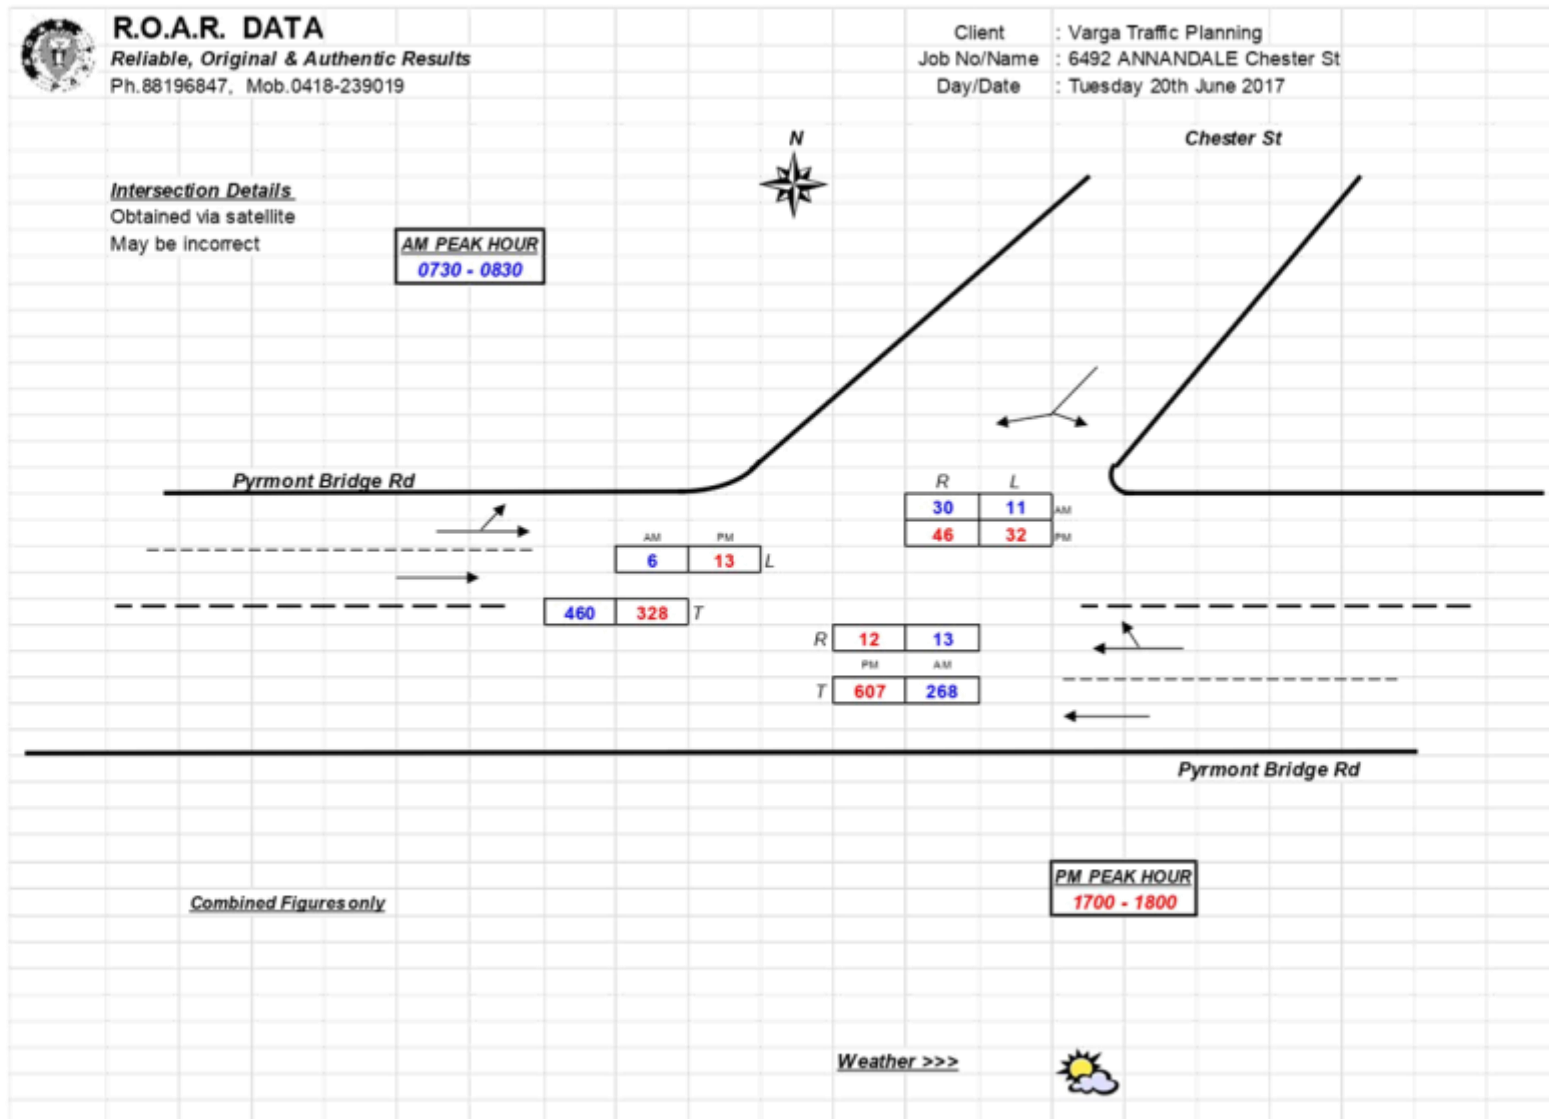 R.O.A.R. DATA
Reliable, Original & Authentic Results
Ph.88196847, Mob.0418-239019
Client : Varga Traffic Planning
Job No/Name : 6492 ANNANDALE Chester St
Day/Date : Tuesday 20th June 2017
N
Chester St
Intersection Details
Obtained via satellite
May be incorrect
AM PEAK HOUR
0730 - 0830
Pyrmont Bridge Rd
R L
30 11 AM
46 32 PM
AM PM
6 13 L
460 328 T
R 12 13
PM AM
T 607 268
Pyrmont Bridge Rd
PM PEAK HOUR
1700 - 1800
Combined Figures only
Weather >>>